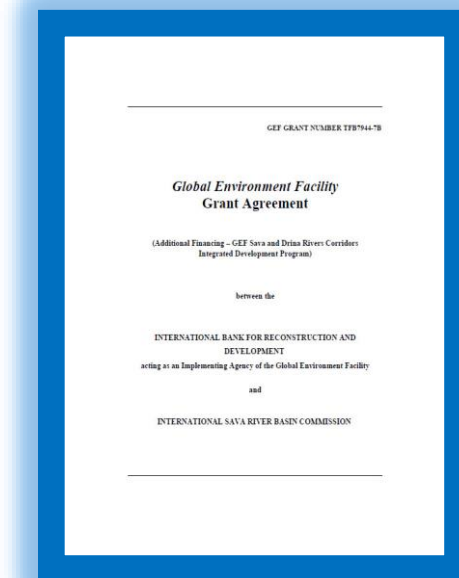 GEF GRANT NUMBER TFB7944-7B
Global Environment Facility
Grant Agreement
(Additional Financing – GEF Sava and Drina Rivers Corridors
Integrated Development Program)
between the
INTERNATIONAL BANK FOR RECONSTRUCTION AND
DEVELOPMENT
acting as an Implementing Agency of the Global Environment Facility
and
INTERNATIONAL SAVA RIVER BASIN COMMISSION